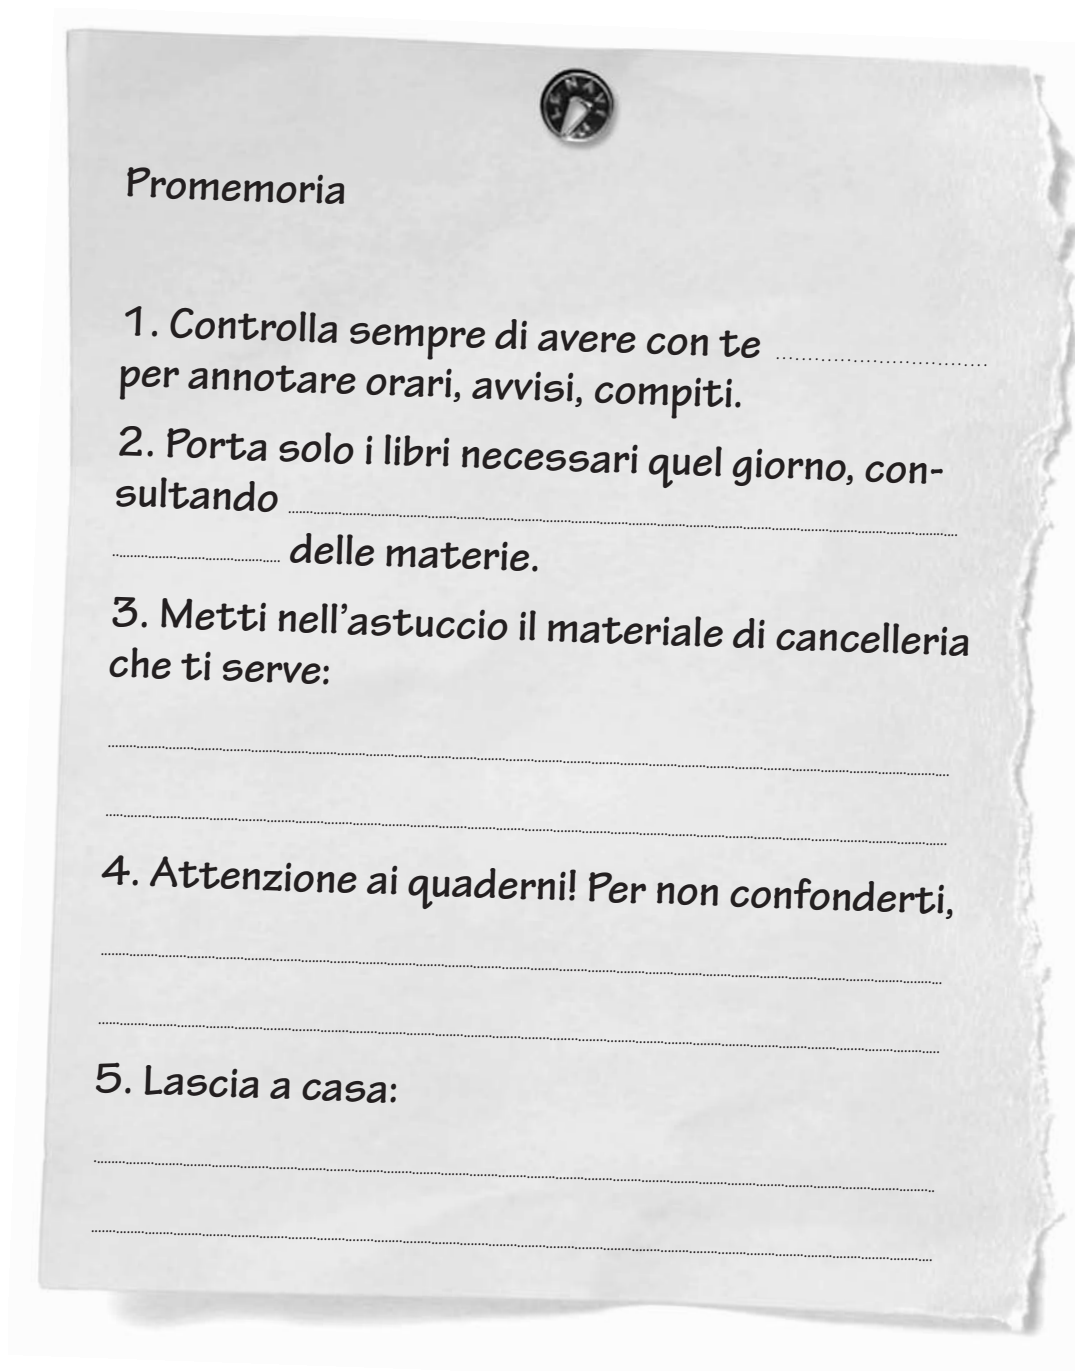 Promemoria
1. Controlla sempre di avere con te ..............................
per annotare orari, avvisi, compiti.
2. Porta solo i libri necessari quel giorno, con-
sultando ..............................
.............................. delle materie.
3. Metti nell'astuccio il materiale di cancelleria
che ti serve:
..............................
..............................
4. Attenzione ai quaderni! Per non confonderti,
..............................
..............................
5. Lascia a casa:
..............................
..............................